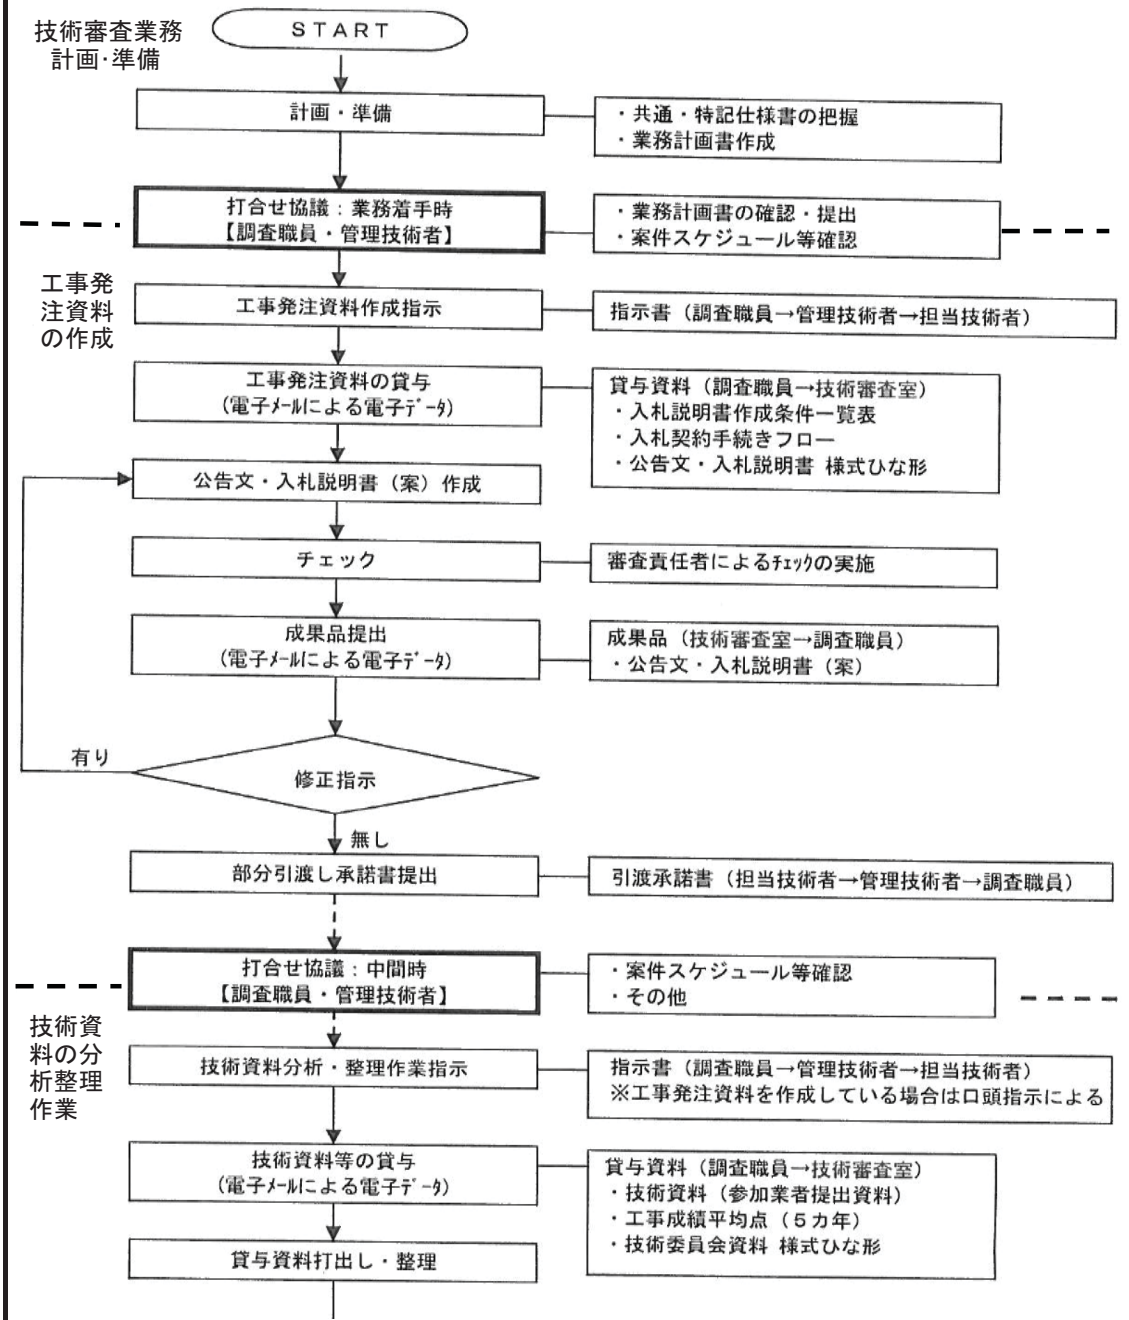 技術審査業務
計画･準備
START
計画・準備
・共通・特記仕様書の把握
・業務計画書作成
打合せ協議：業務着手時
【調査職員・管理技術者】
・業務計画書の確認・提出
・案件スケジュール等確認
工事発
注資料
の作成
工事発注資料作成指示
指示書（調査職員→管理技術者→担当技術者）
工事発注資料の貸与
(電子ﾒｰﾙによる電子ﾃﾞｰﾀ)
貸与資料（調査職員→技術審査室）
・入札説明書作成条件一覧表
・入札契約手続きフロー
・公告文・入札説明書 様式ひな形
公告文・入札説明書（案）作成
チェック
審査責任者によるﾁｪｯｸの実施
成果品提出
(電子ﾒｰﾙによる電子ﾃﾞｰﾀ)
成果品（技術審査室→調査職員）
・公告文・入札説明書（案）
有り
修正指示
無し
部分引渡し承諾書提出
引渡承諾書（担当技術者→管理技術者→調査職員）
打合せ協議：中間時
【調査職員・管理技術者】
・案件スケジュール等確認
・その他
技術資
料の分
析整理
作業
技術資料分析・整理作業指示
指示書（調査職員→管理技術者→担当技術者）
※工事発注資料を作成している場合は口頭指示による
技術資料等の貸与
(電子ﾒｰﾙによる電子ﾃﾞｰﾀ)
貸与資料（調査職員→技術審査室）
・技術資料（参加業者提出資料）
・工事成績平均点（５カ年）
・技術委員会資料 様式ひな形
貸与資料打出し・整理